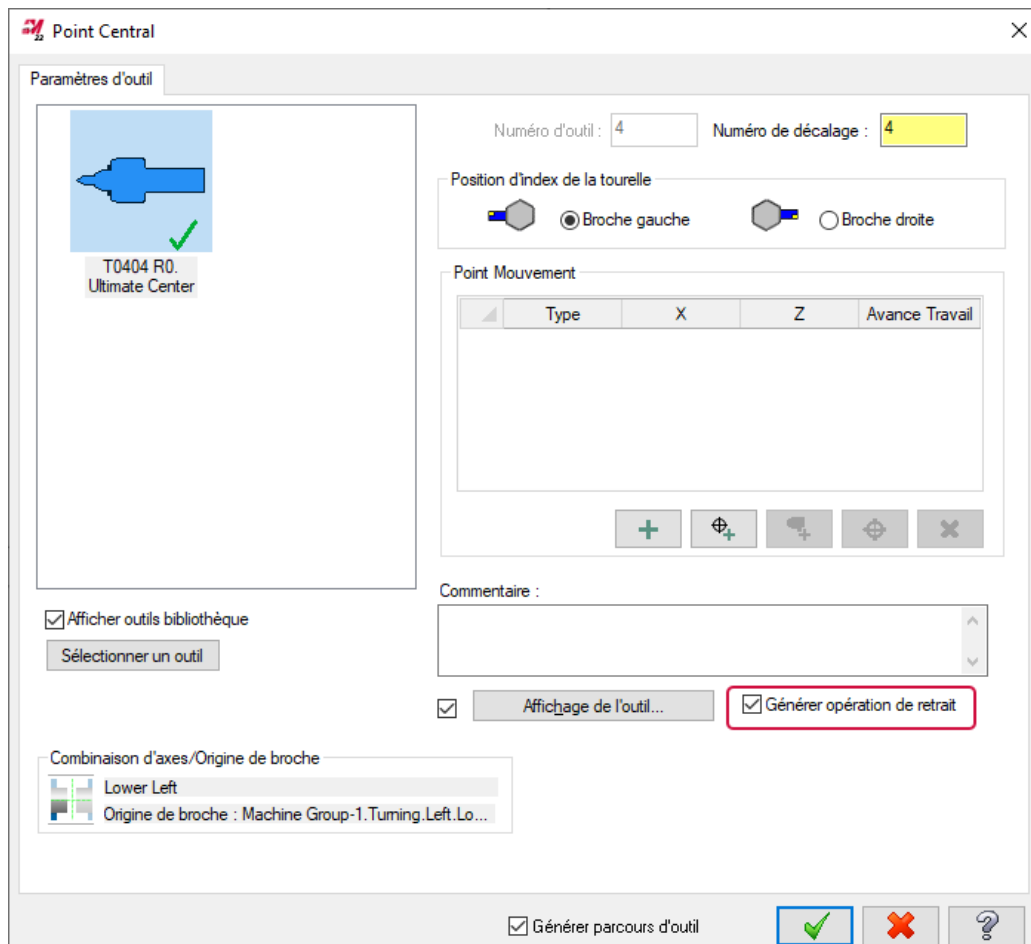 Point Central
Paramètres d'outil
T0404 R0.
Ultimate Center
Numéro d'outil : 4
Numéro de décalage : 4
Position d'index de la tourelle
Broche gauche
Broche droite
Point Mouvement
Type X Z Avance Travail
Afficher outils bibliothèque
Sélectionner un outil
Commentaire :
Affichage de l'outil...
Générer opération de retrait
Combinaison d'axes/Origine de broche
Lower Left
Origine de broche : Machine Group-1.Turning.Left.Lo...
Générer parcours d'outil